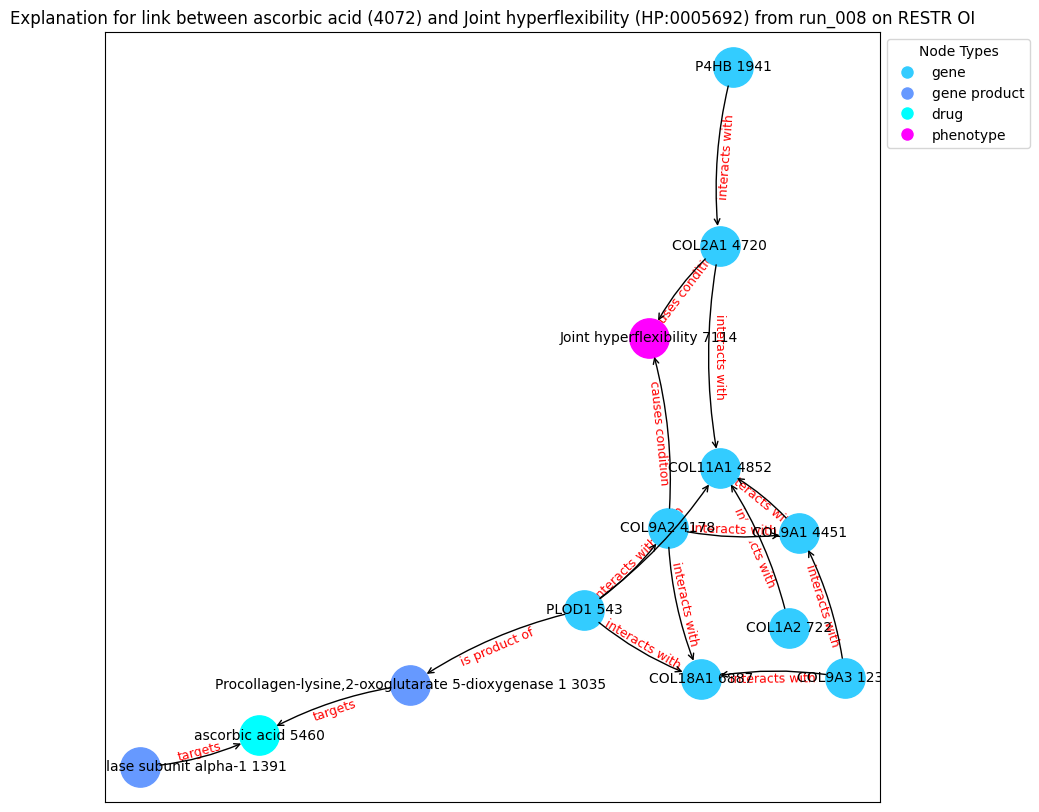 Explanation for link between ascorbic acid (4072) and Joint hyperflexibility (HP:0005692) from run_008 on RESTR OI
Node Types
gene
gene product
drug
phenotype
P4HB 1941
interacts with
COL2A1 4720
causes condition
Joint hyperflexibility 7114
interacts with
causes condition
COL11A1 4852
interacts with
COL9A2 4178
interacts with
COL9A1 4451
interacts with
interacts with
interacts with
interacts with
PLOD1 543
COL1A2 722
is product of
interacts with
COL18A1 6887
interacts with
COL9A3 123
Procollagen-lysine,2-oxoglutarate 5-dioxygenase 1 3035
targets
ascorbic acid 5460
targets
lase subunit alpha-1 1391